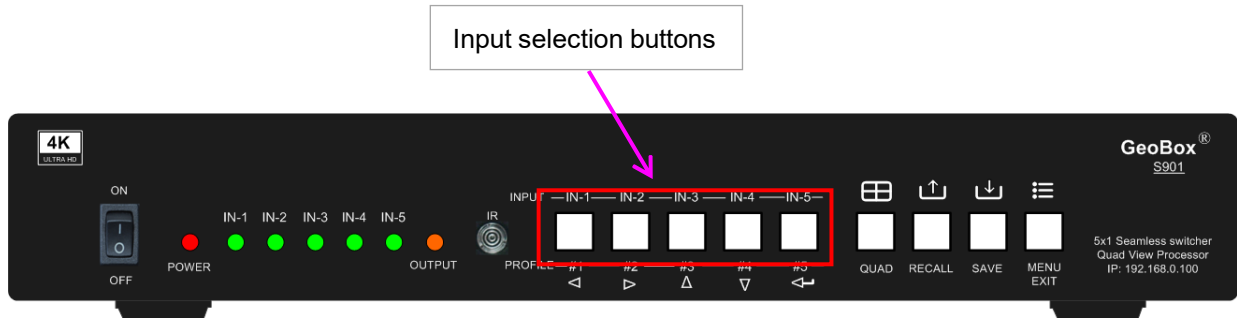 Input selection buttons
4K
ULTRA HD
GeoBox®
S901
ON
OFF
POWER
IN-1 IN-2 IN-3 IN-4 IN-5
OUTPUT
IR
INPUT IN-1 IN-2 IN-3 IN-4 IN-5
PROFILE #1 #2 #3 #4 #5
QUAD RECALL SAVE MENU
EXIT
5x1 Seamless switcher
Quad View Processor
IP: 192.168.0.100